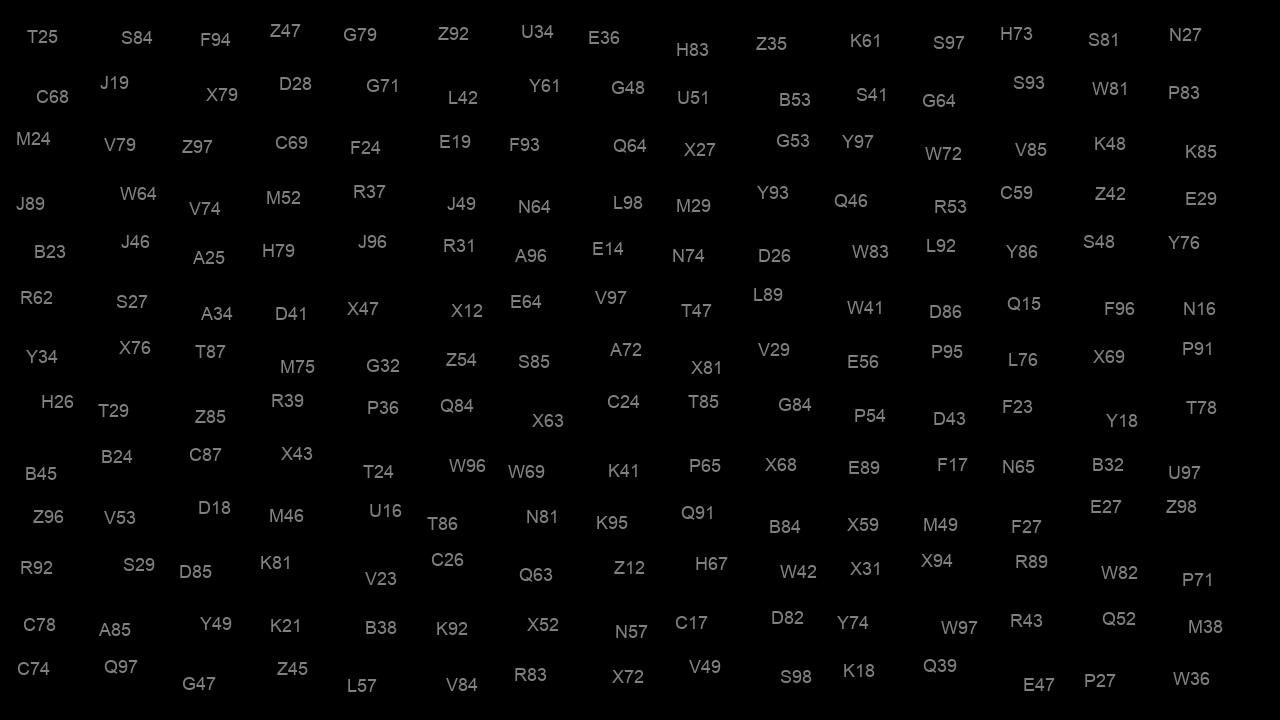 T25 S84 F94 Z47 G79 Z92 U34 E36 H83 Z35 K61 S97 H73 S81 N27
C68 J19 X79 D28 G71 L42 Y61 G48 U51 B53 S41 G64 S93 W81 P83
M24 V79 Z97 C69 F24 E19 F93 Q64 X27 G53 Y97 W72 V85 K48 K85
J89 W64 V74 M52 R37 J49 N64 L98 M29 Y93 Q46 R53 C59 Z42 E29
B23 J46 A25 H79 J96 R31 A96 E14 N74 D26 W83 L92 Y86 S48 Y76
R62 S27 A34 D41 X47 X12 E64 V97 T47 L89 W41 D86 Q15 F96 N16
Y34 X76 T87 M75 G32 Z54 S85 A72 X81 V29 E56 P95 L76 X69 P91
H26 T29 Z85 R39 P36 Q84 X63 C24 T85 G84 P54 D43 F23 Y18 T78
B45 B24 C87 X43 T24 W96 W69 K41 P65 X68 E89 F17 N65 B32 U97
Z96 V53 D18 M46 U16 T86 N81 K95 Q91 B84 X59 M49 F27 E27 Z98
R92 S29 D85 K81 V23 C26 Q63 Z12 H67 W42 X31 X94 R89 W82 P71
C78 A85 Y49 K21 B38 K92 X52 N57 C17 D82 Y74 W97 R43 Q52 M38
C74 Q97 G47 Z45 L57 V84 R83 X72 V49 S98 K18 Q39 E47 P27 W36